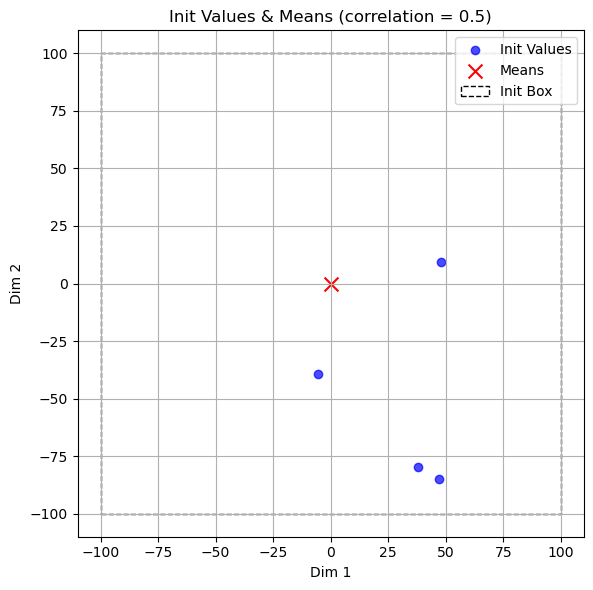 Init Values & Means (correlation = 0.5)
Init Values
Means
Init Box
100
75
50
25
0
−25
−50
−75
−100
Dim 2
−100 −75 −50 −25 0 25 50 75 100
Dim 1